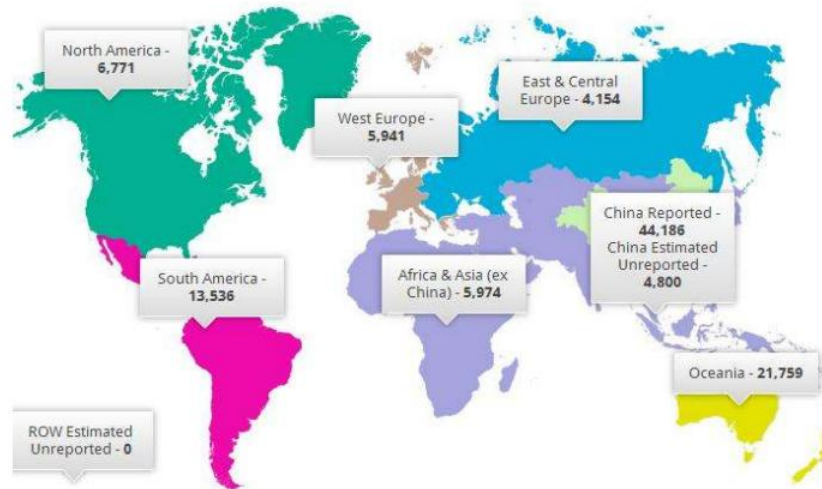 North America -
6,771
East & Central
Europe - 4,154
West Europe -
5,941
China Reported -
44,186
China Estimated
Unreported -
4,800
South America -
13,536
Africa & Asia (ex
China) - 5,974
Oceania - 21,759
ROW Estimated
Unreported - 0